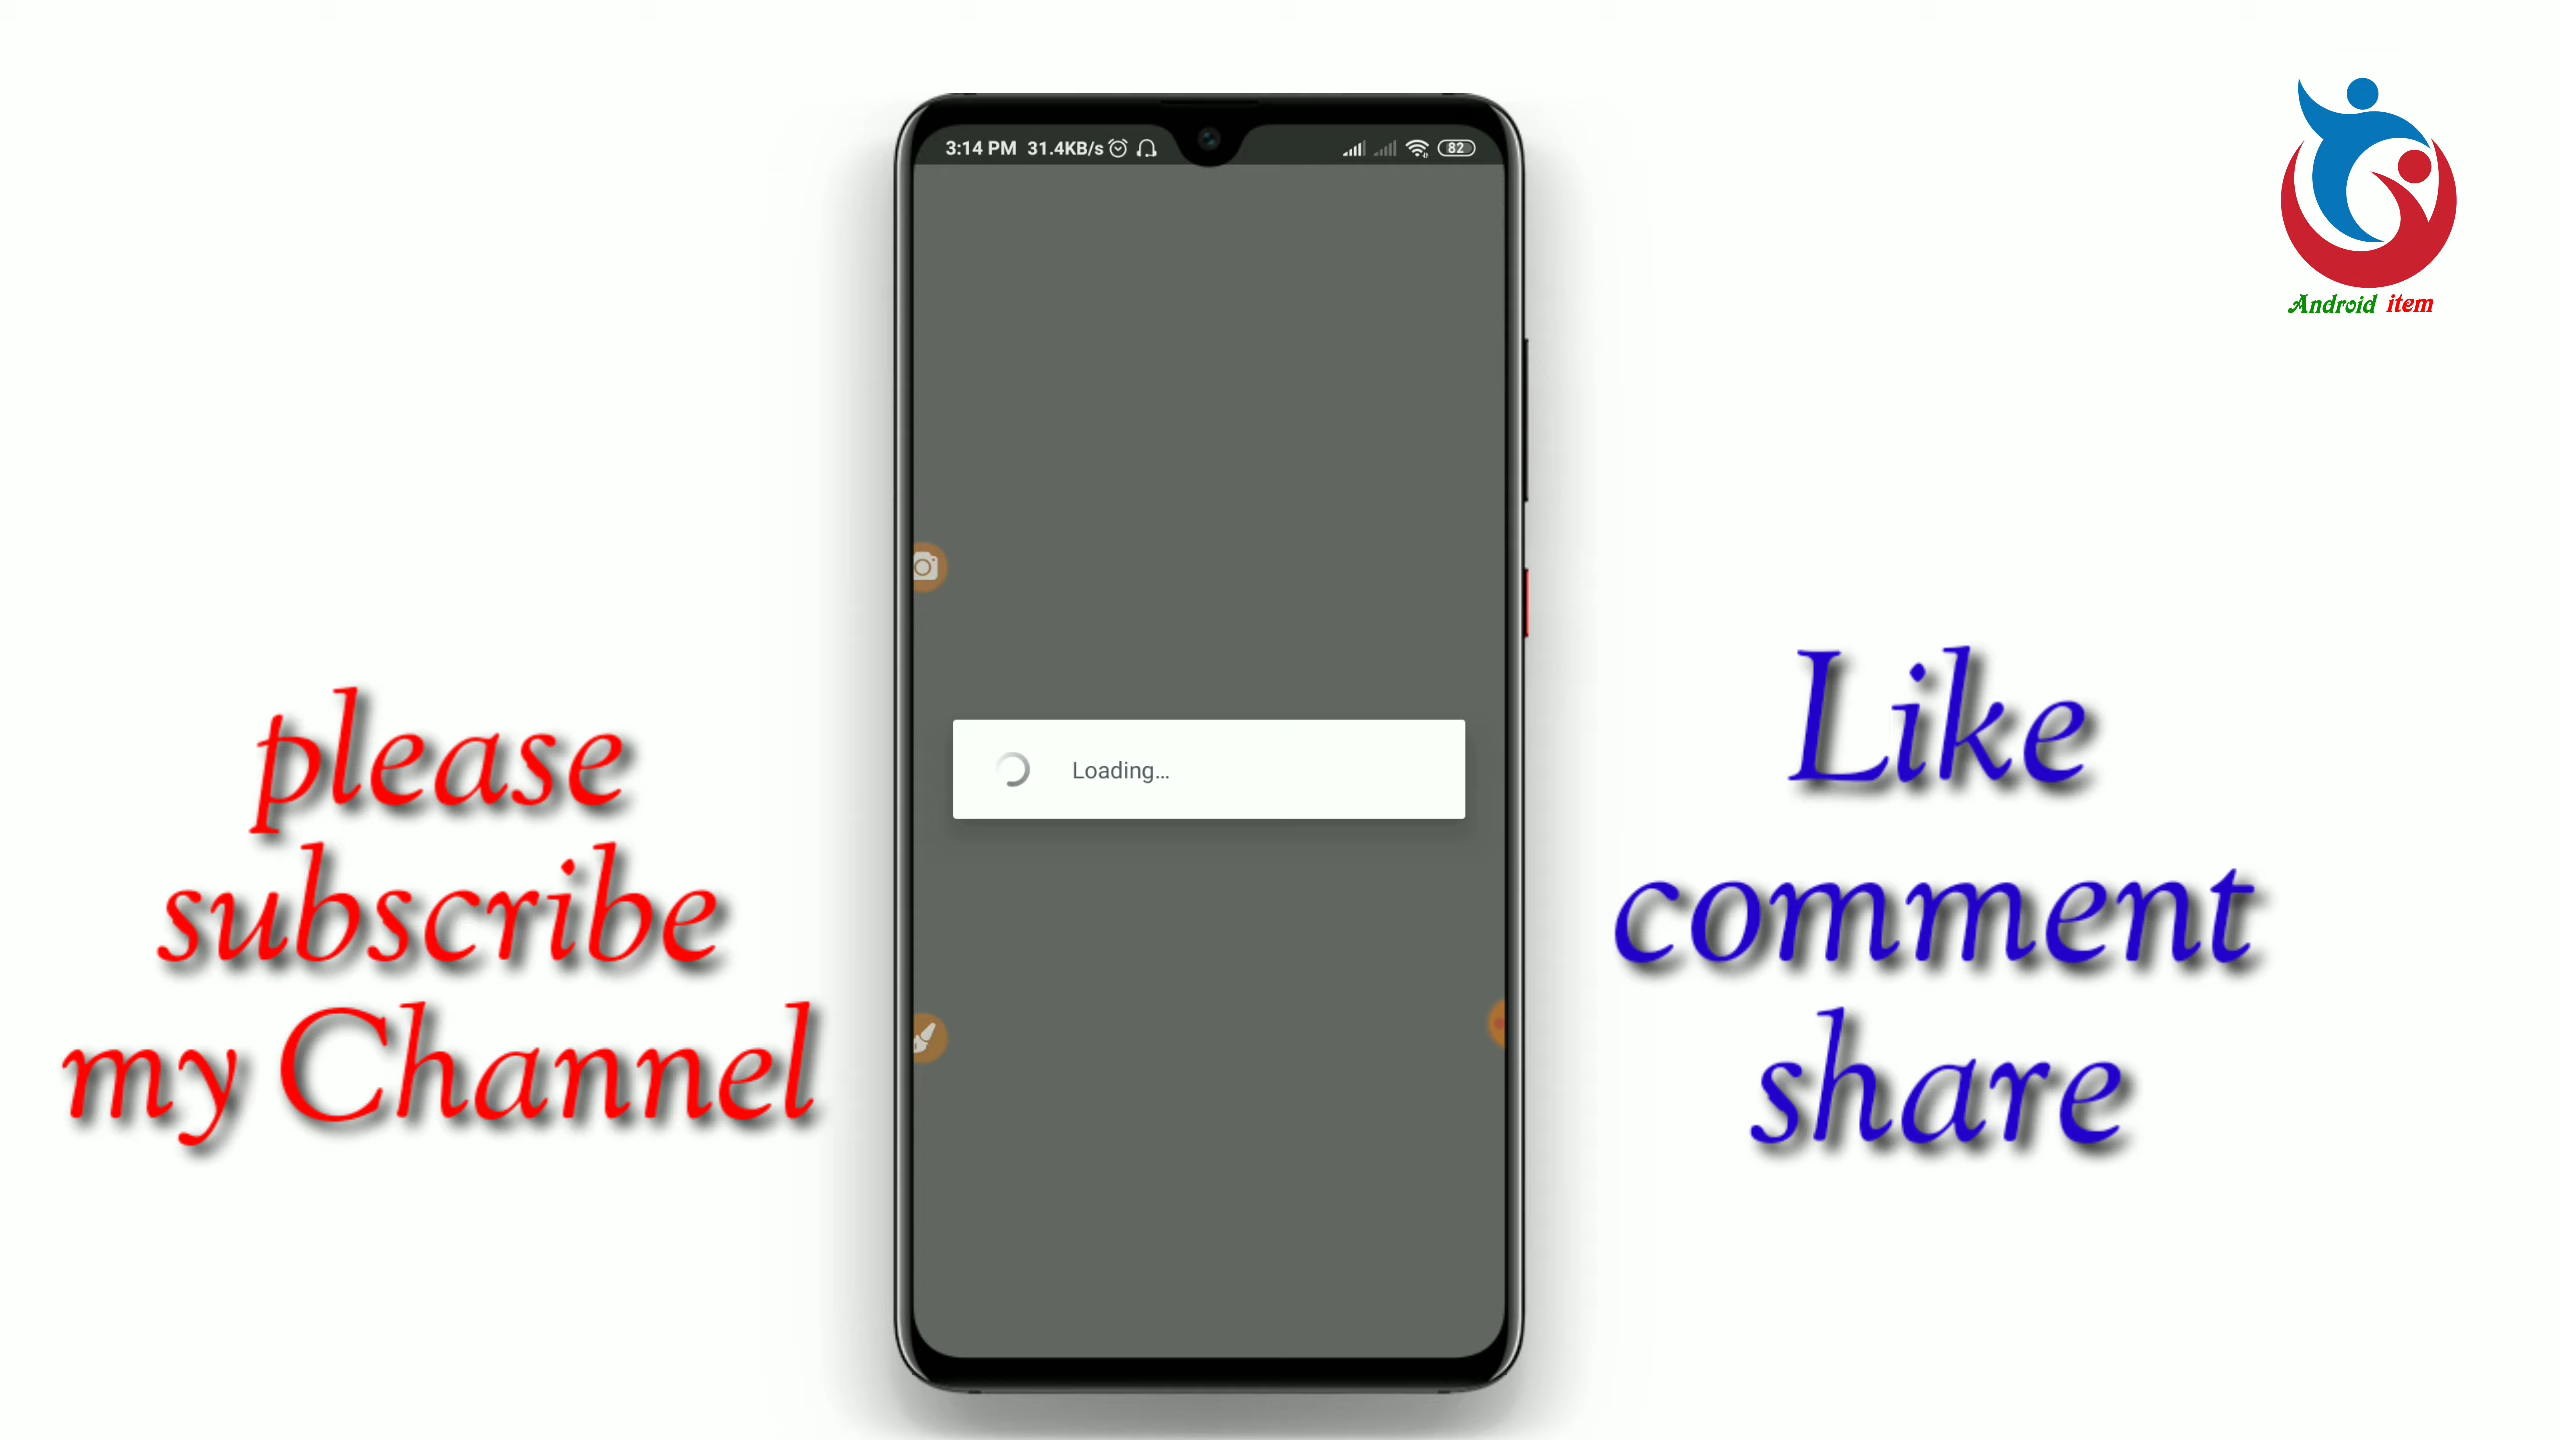 3:14 PM 31.4KB/s 82
Android item
Loading...
please
subscribe
my Channel
Like
comment
share